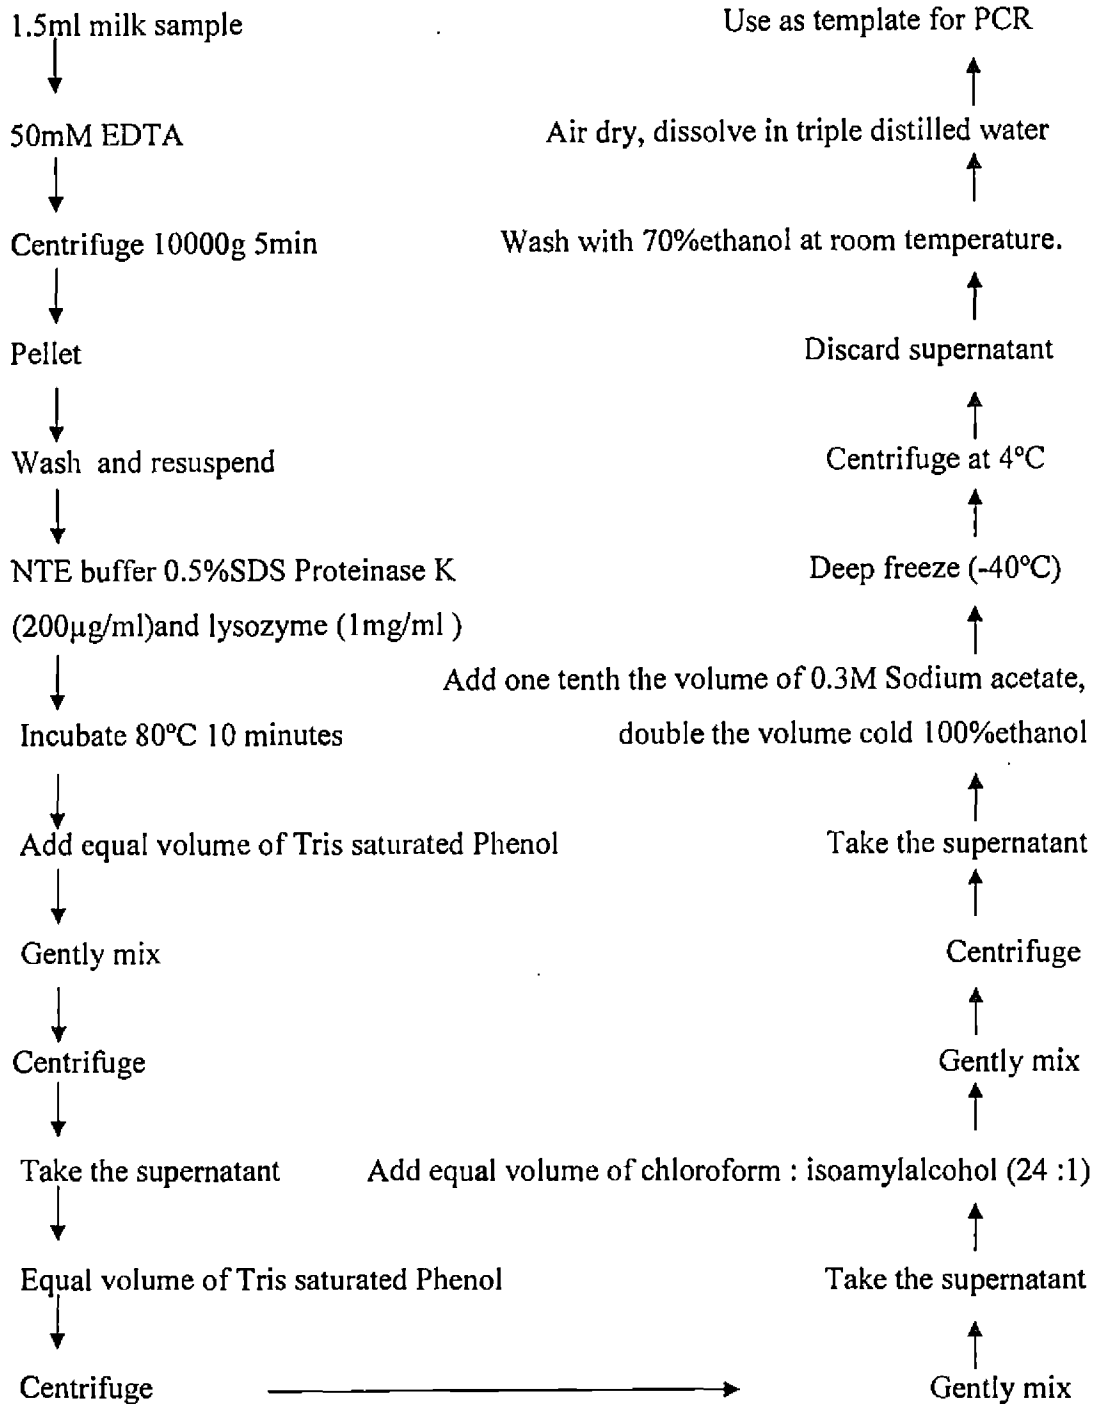 1.5ml milk sample
50mM EDTA
Centrifuge 10000g 5min
Pellet
Wash and resuspend
NTE buffer 0.5%SDS Proteinase K
(200µg/ml)and lysozyme (1mg/ml )
Incubate 80°C 10 minutes
Add equal volume of Tris saturated Phenol
Gently mix
Centrifuge
Take the supernatant
Equal volume of Tris saturated Phenol
Centrifuge
Use as template for PCR
Air dry, dissolve in triple distilled water
Wash with 70%ethanol at room temperature.
Discard supernatant
Centrifuge at 4°C
Deep freeze (-40°C)
Add one tenth the volume of 0.3M Sodium acetate,
double the volume cold 100%ethanol
Take the supernatant
Centrifuge
Gently mix
Add equal volume of chloroform : isoamylalcohol (24 :1)
Take the supernatant
Gently mix